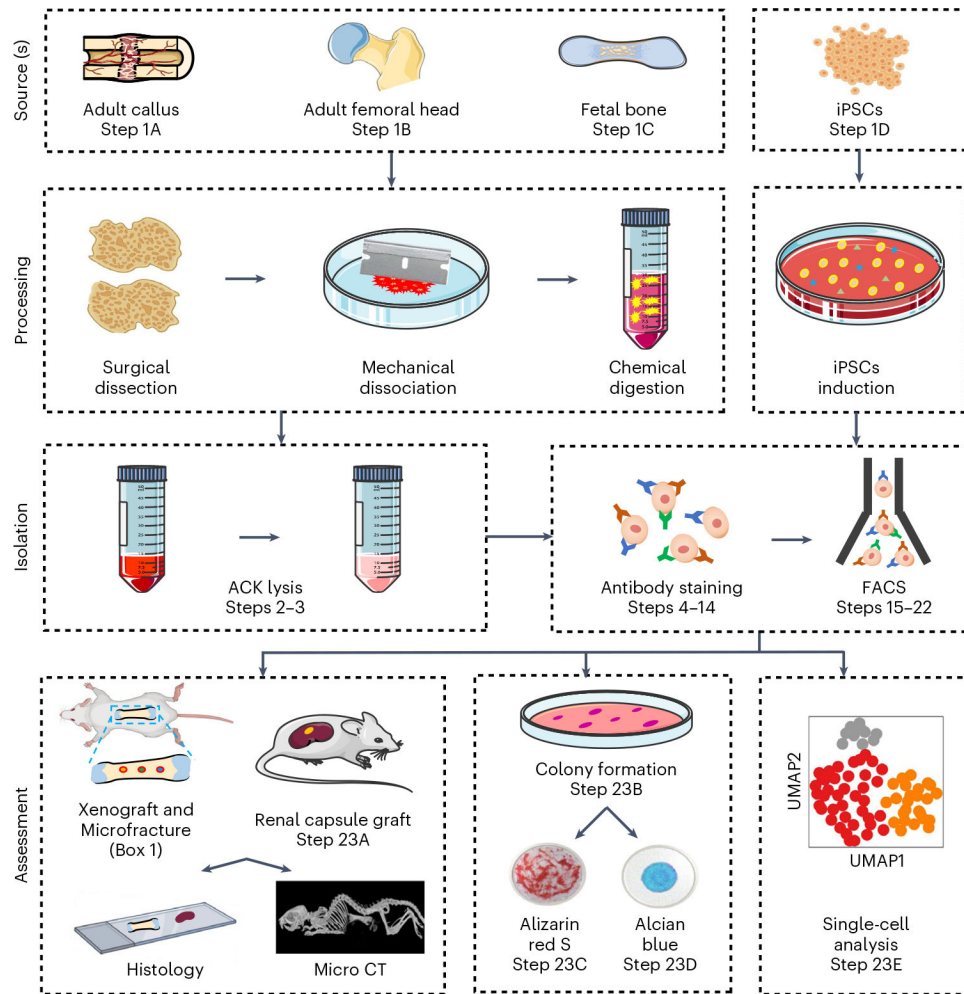 Source (s)
Adult callus
Step 1A
Adult femoral head
Step 1B
Fetal bone
Step 1C
iPSCs
Step 1D
Processing
Surgical
dissection
Mechanical
dissociation
Chemical
digestion
iPSCs
induction
Isolation
ACK lysis
Steps 2–3
Antibody staining
Steps 4–14
FACS
Steps 15–22
Assessment
Xenograft and
Microfracture
(Box 1)
Renal capsule graft
Step 23A
Histology
Micro CT
Colony formation
Step 23B
Alizarin
red S
Step 23C
Alcian
blue
Step 23D
UMAP2
UMAP1
Single-cell
analysis
Step 23E